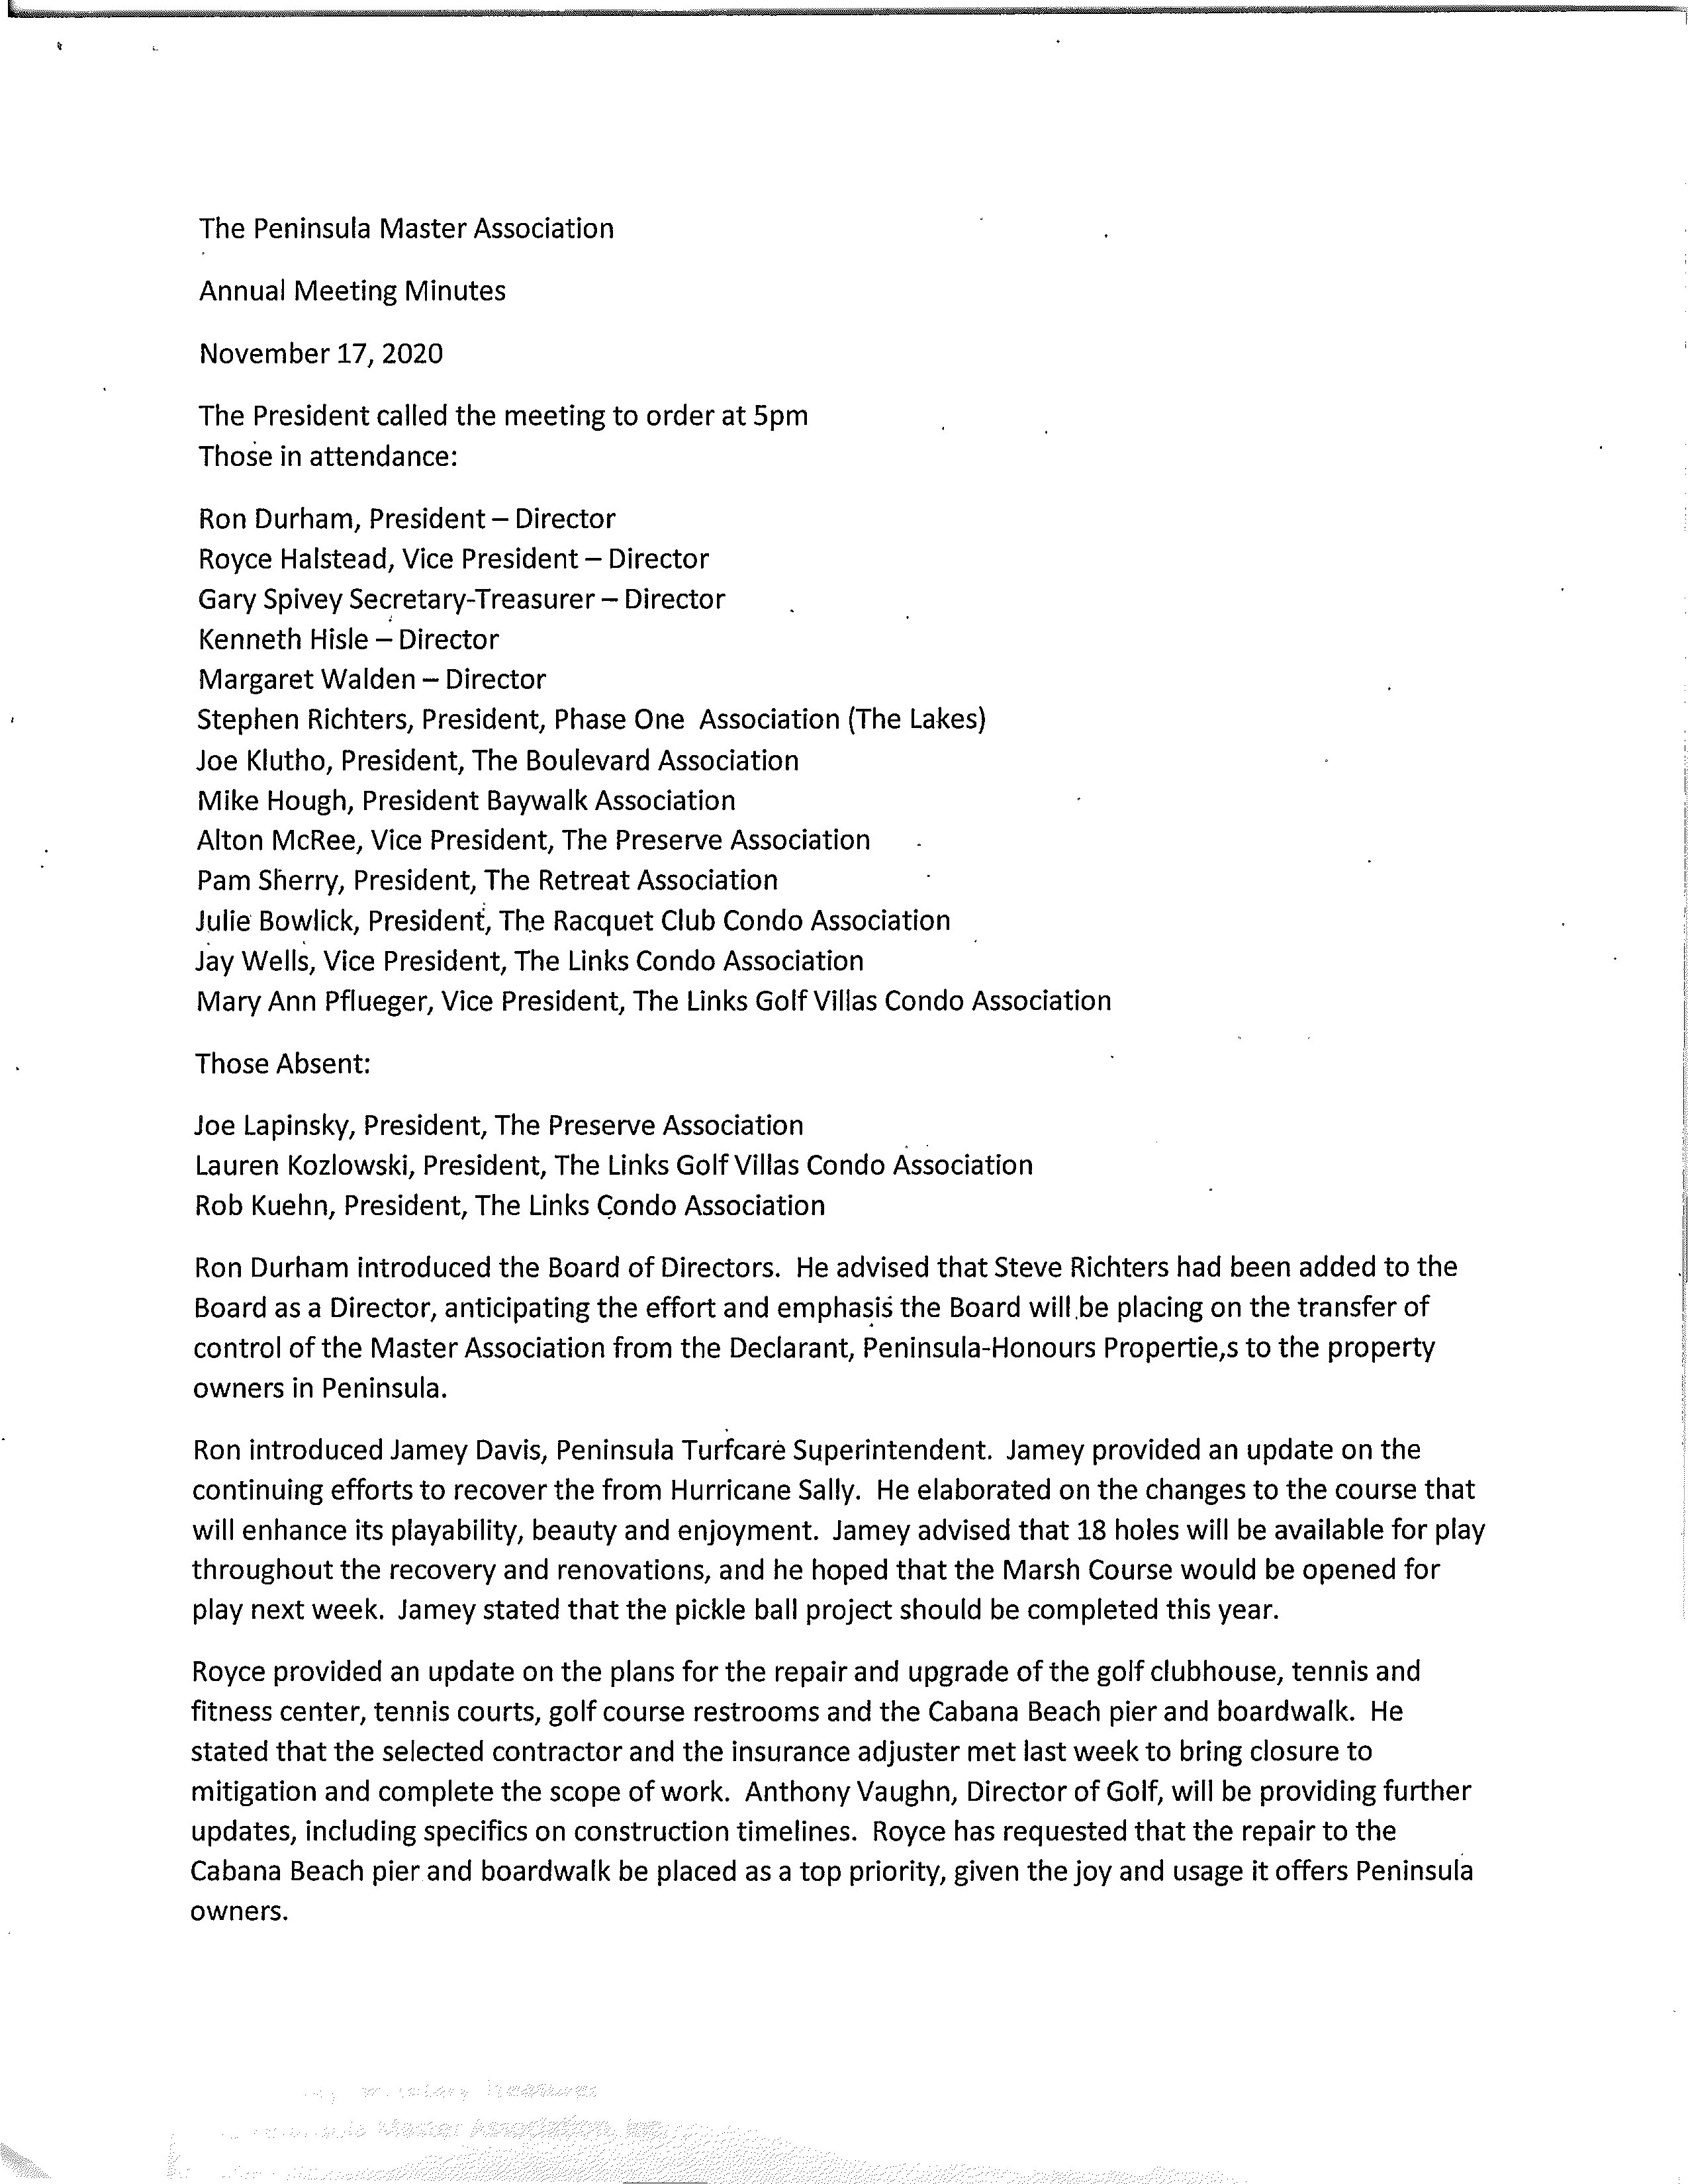 The Peninsula Master Association
Annual Meeting Minutes
November 17, 2020
The President called the meeting to order at 5pm
Those in attendance:
Ron Durham, President – Director
Royce Halstead, Vice President – Director
Gary Spivey Secretary-Treasurer – Director
Kenneth Hisle – Director
Margaret Walden – Director
Stephen Richters, President, Phase One  Association (The Lakes)
Joe Klutho, President, The Boulevard Association
Mike Hough, President Baywalk Association
Alton McRee, Vice President, The Preserve Association
Pam Sherry, President, The Retreat Association
Julie Bowlick, President, The Racquet Club Condo Association
Jay Wells, Vice President, The Links Condo Association
Mary Ann Pflueger, Vice President, The Links Golf Villas Condo Association
Those Absent:
Joe Lapinsky, President, The Preserve Association
Lauren Kozlowski, President, The Links Golf Villas Condo Association
Rob Kuehn, President, The Links Condo Association
Ron Durham introduced the Board of Directors.  He advised that Steve Richters had been added to the
Board as a Director, anticipating the effort and emphasis the Board will be placing on the transfer of
control of the Master Association from the Declarant, Peninsula-Honours Propertie,s to the property
owners in Peninsula.
Ron introduced Jamey Davis, Peninsula Turfcare Superintendent.  Jamey provided an update on the
continuing efforts to recover the from Hurricane Sally.  He elaborated on the changes to the course that
will enhance its playability, beauty and enjoyment.  Jamey advised that 18 holes will be available for play
throughout the recovery and renovations, and he hoped that the Marsh Course would be opened for
play next week.  Jamey stated that the pickle ball project should be completed this year.
Royce provided an update on the plans for the repair and upgrade of the golf clubhouse, tennis and
fitness center, tennis courts, golf course restrooms and the Cabana Beach pier and boardwalk.  He
stated that the selected contractor and the insurance adjuster met last week to bring closure to
mitigation and complete the scope of work.  Anthony Vaughn, Director of Golf, will be providing further
updates, including specifics on construction timelines.  Royce has requested that the repair to the
Cabana Beach pier and boardwalk be placed as a top priority, given the joy and usage it offers Peninsula
owners.
Master Association, Inc.